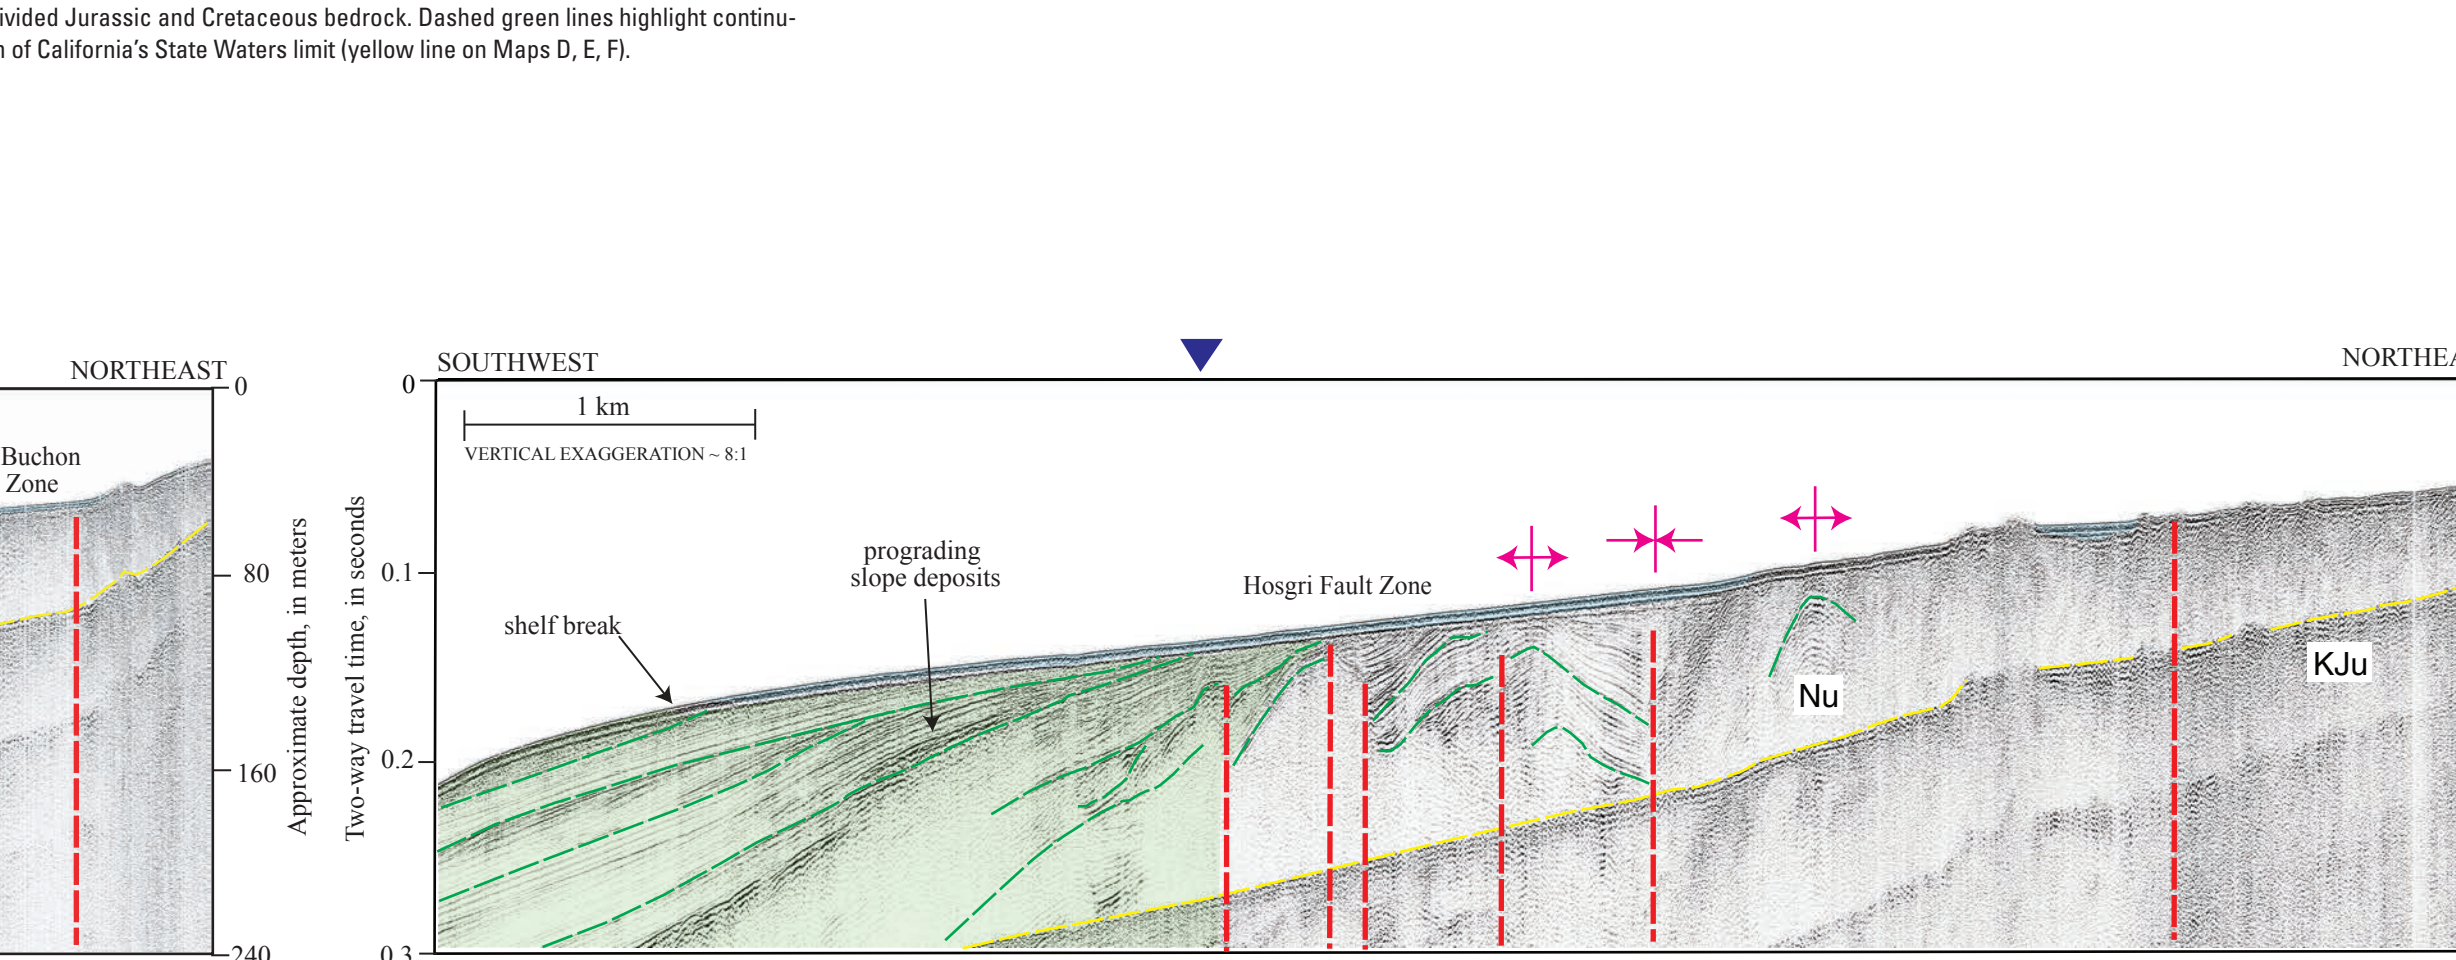 ivided Jurassic and Cretaceous bedrock. Dashed green lines highlight continu-
of California's State Waters limit (yellow line on Maps D, E, F).
NORTHEAST
0
Buchon
Zone
80
160
240
Approximate depth, in meters
Two-way travel time, in seconds
SOUTHWEST
0
1 km
VERTICAL EXAGGERATION ~ 8:1
0.1
0.2
0.3
shelf break
prograding
slope deposits
Hosgri Fault Zone
Nu
KJu
NORTHEA